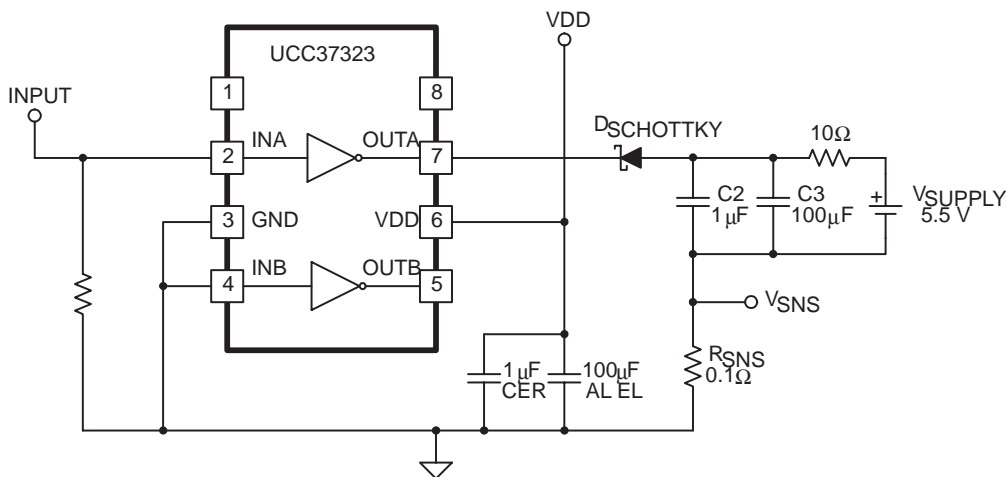 VDD
UCC37323
INPUT
1
8
INA
OUTA
2
7
DSCHOTTKY
10Ω
C2
1μF
C3
100μF
+
VSUPPLY
5.5 V
3
GND
VDD
6
INB
OUTB
4
5
VSNS
1μF
CER
100μF
AL EL
RSNS
0.1Ω